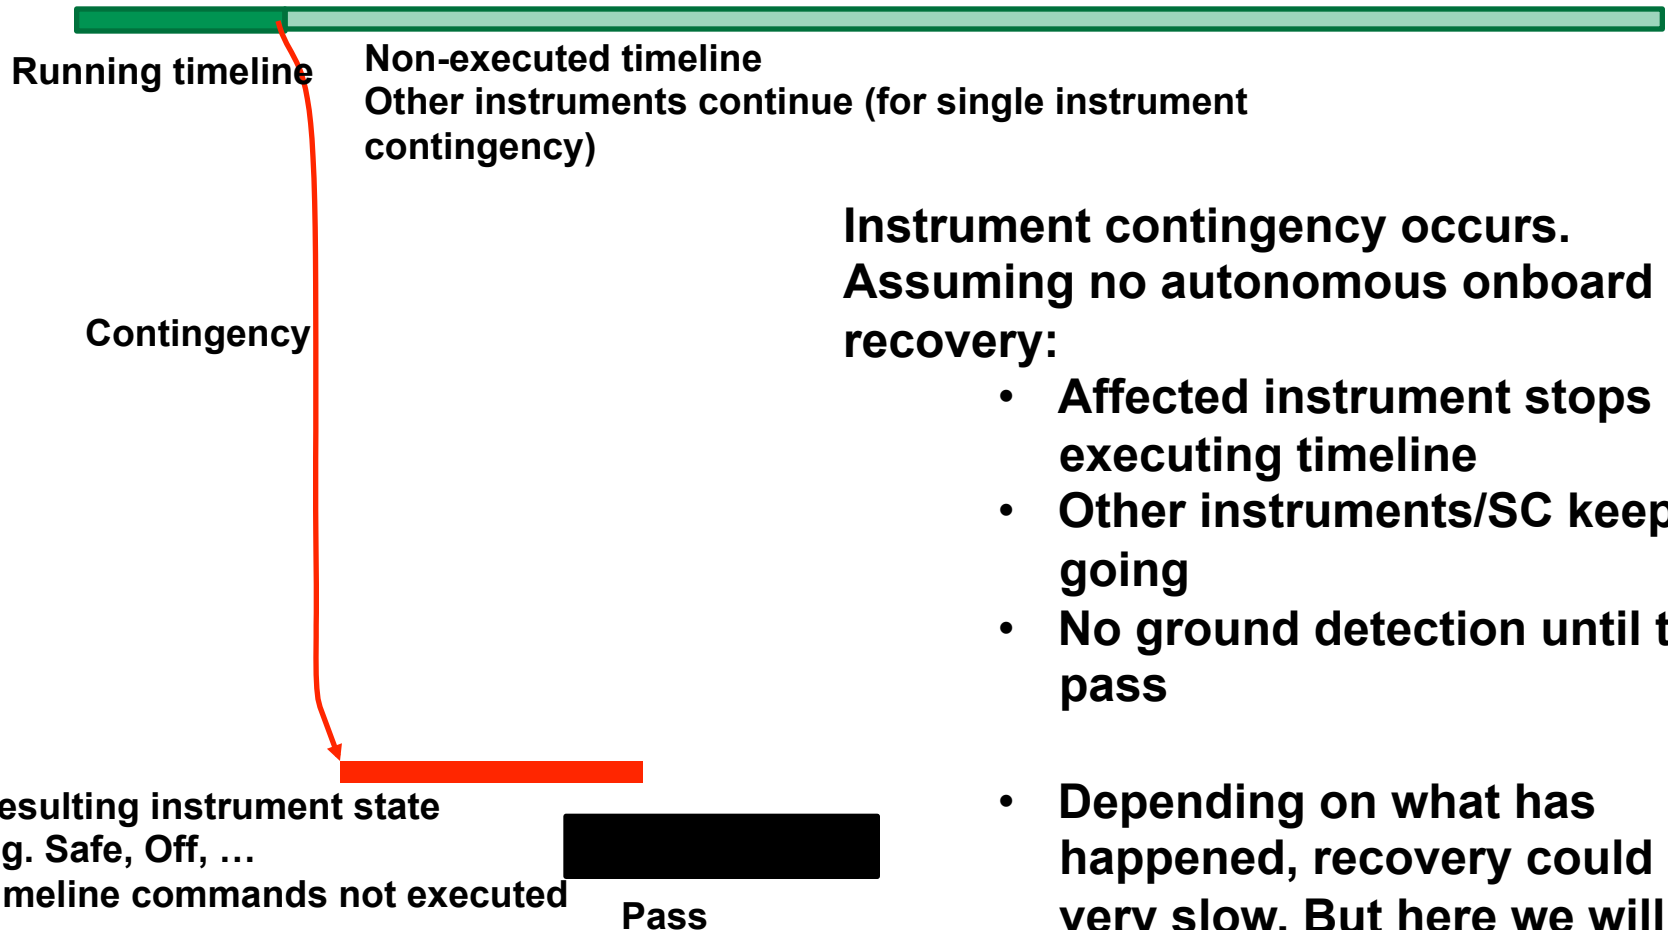 Running timeline
Non-executed timeline
Other instruments continue (for single instrument
contingency)
Instrument contingency occurs.
Assuming no autonomous onboard
recovery:
• Affected instrument stops
executing timeline
• Other instruments/SC keep
going
• No ground detection until
pass
Contingency
esulting instrument state
g. Safe, Off, …
meline commands not executed
Pass
• Depending on what has
happened, recovery could
very slow. But here we will